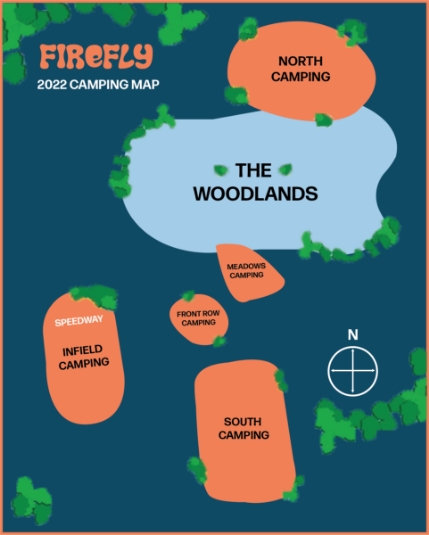 FIREFLY
2022 CAMPING MAP
NORTH
CAMPING
THE
WOODLANDS
MEADOWS
CAMPING
FRONT ROW
CAMPING
SPEEDWAY
INFIELD
CAMPING
N
SOUTH
CAMPING